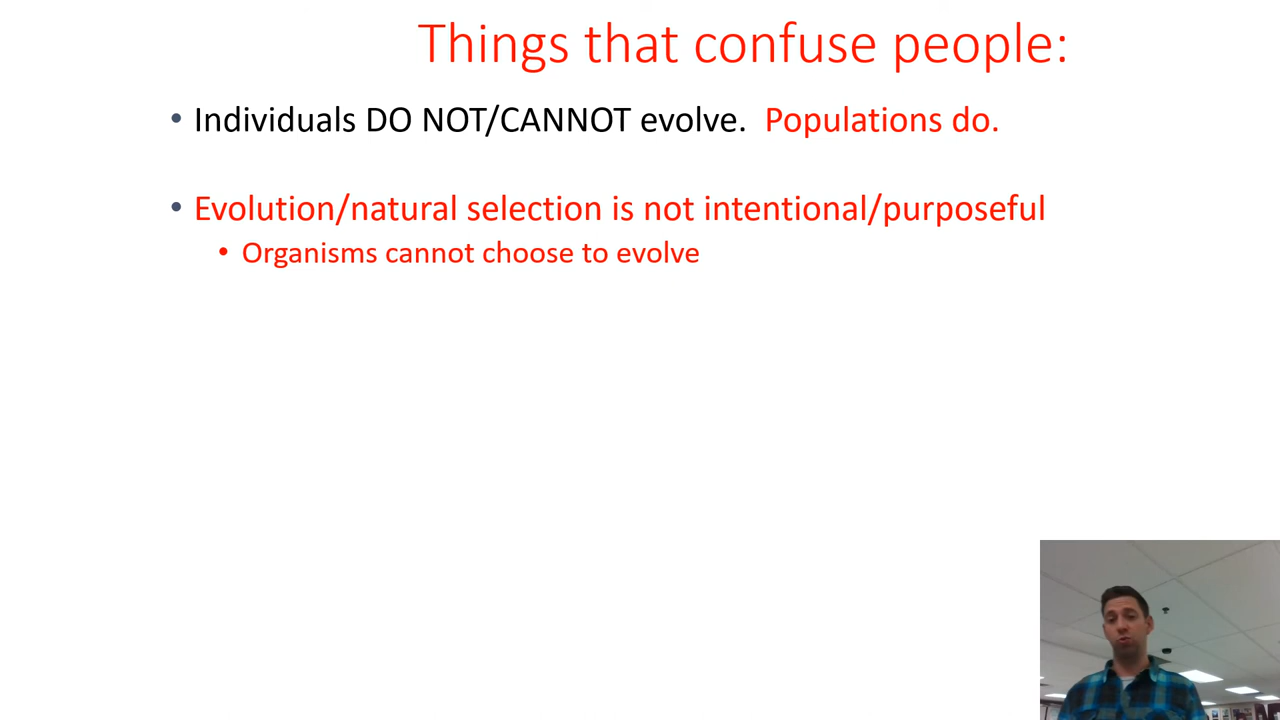 Things that confuse people:
• Individuals DO NOT/CANNOT evolve. Populations do.
• Evolution/natural selection is not intentional/purposeful
• Organisms cannot choose to evolve